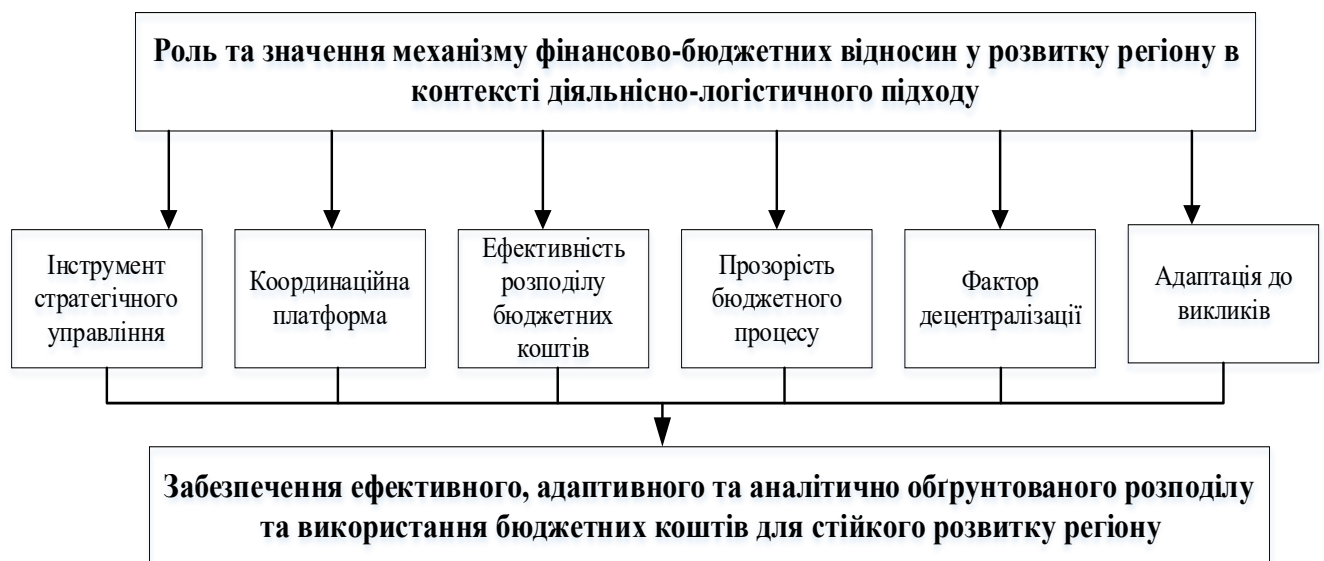 Роль та значення механізму фінансово-бюджетних відносин у розвитку регіону в
контексті діяльнісно-логістичного підходу
Інструмент
стратегічного
управління
Координаційна
платформа
Ефективність
розподілу
бюджетних
коштів
Прозорість
бюджетного
процесу
Фактор
децентралізації
Адаптація до
викликів
Забезпечення ефективного, адаптивного та аналітично обґрунтованого розподілу
та використання бюджетних коштів для стійкого розвитку регіону